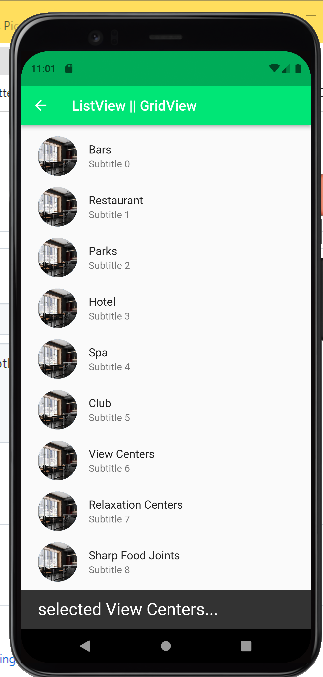 11:01
ListView || GridView
Bars
Subtitle 0
Restaurant
Subtitle 1
Parks
Subtitle 2
Hotel
Subtitle 3
Spa
Subtitle 4
Club
Subtitle 5
View Centers
Subtitle 6
Relaxation Centers
Subtitle 7
Sharp Food Joints
Subtitle 8
selected View Centers...